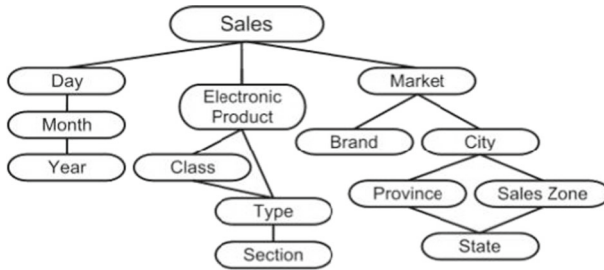 Sales
Day
Electronic
Product
Market
Month
Brand
City
Year
Class
Province
Sales Zone
Type
State
Section